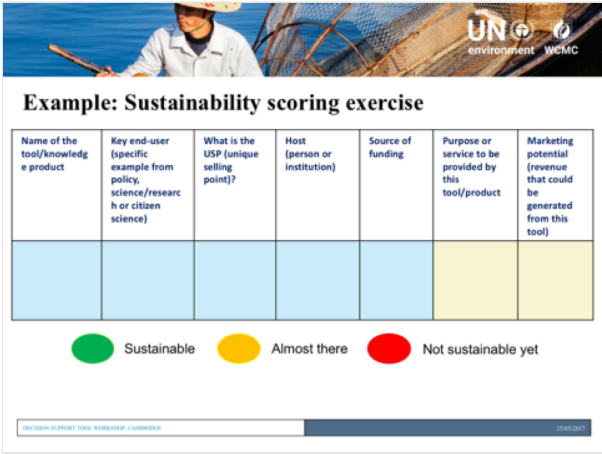 UN
environment WCMC
Example: Sustainability scoring exercise
Name of the
tool/knowledg
e product
Key end-user
(specific
example from
policy,
science/researc
h or citizen
science)
What is the
USP (unique
selling
point)?
Host
(person or
institution)
Source of
funding
Purpose or
service to be
provided by
this
tool/product
Marketing
potential
(revenue
that could
be
generated
from this
tool)
Sustainable
Almost there
Not sustainable yet
DECISION SUPPORT TOOL WORKSHOP, CAMBRIDGE
15/05/2017